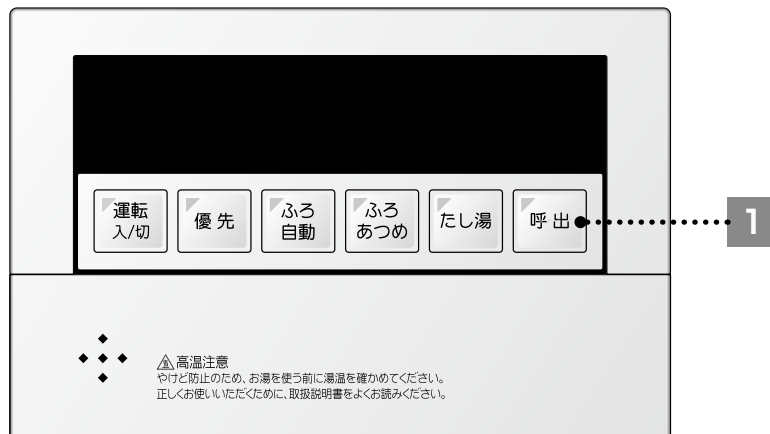 運転
入/切
優先
ふろ
自動
ふろ
あつめ
たし湯
呼出
1
高温注意
やけど防止のため、お湯を使う前に湯温を確かめてください。
正しくお使いいただくために、取扱説明書をよくお読みください。